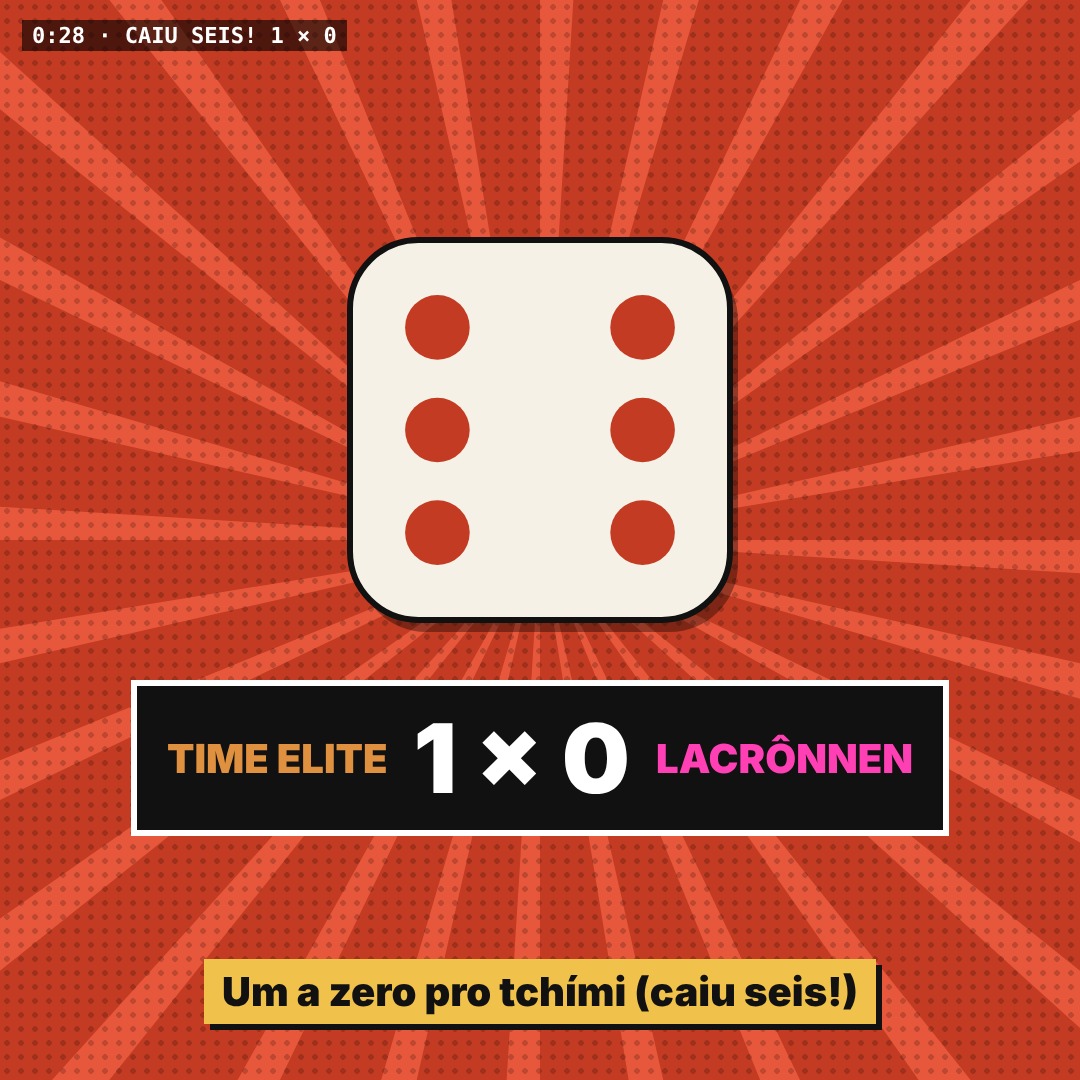 0:28 · CAIU SEIS! 1 × 0
TIME ELITE 1 × 0 LACRÔNNEN
Um a zero pro tchími (caiu seis!)